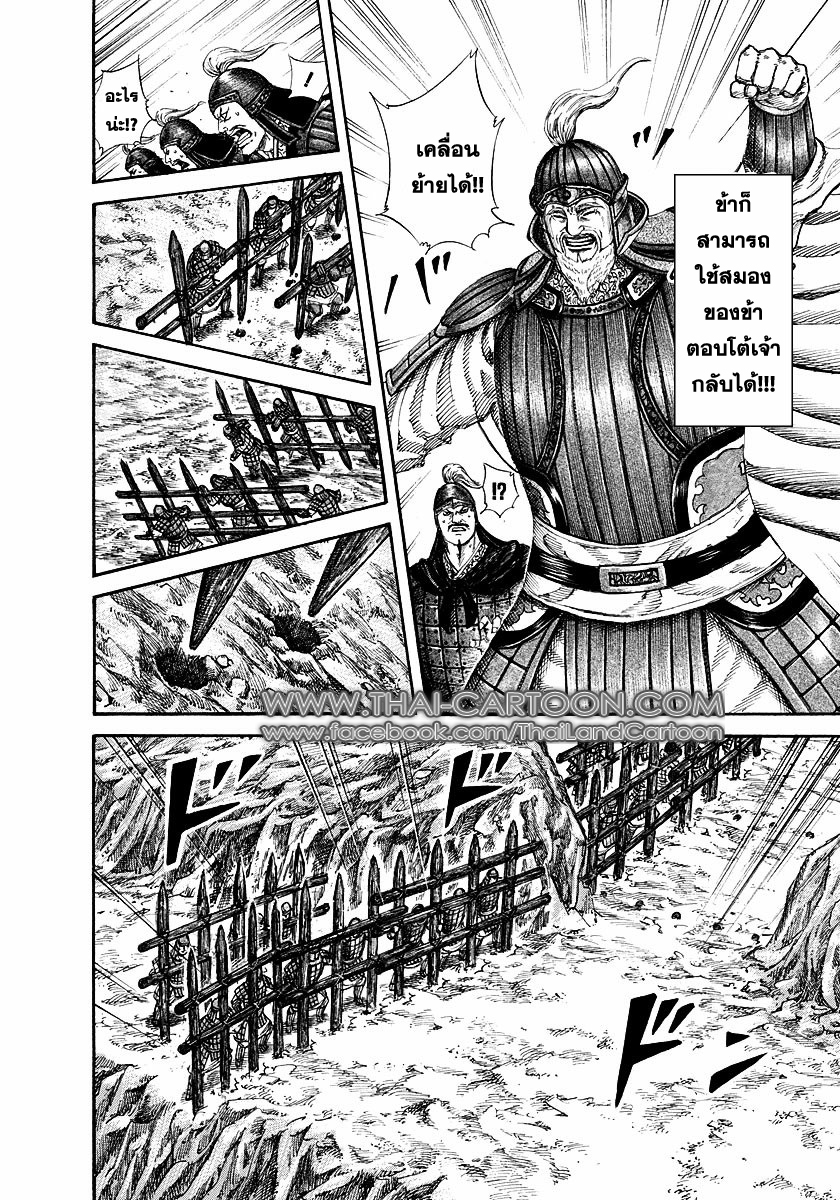 ข้าก็
สามารถ
ใช้สมอง
ของข้า
ตอบโต้เจ้า
กลับได้!!!
เคลื่อน
ย้ายได้!!
!?
!
อะไร
น่ะ!?
WWW.THAI-CARTOON.COM
www.facebook.com/ThaiLandCartoon
ド
ド
ドン